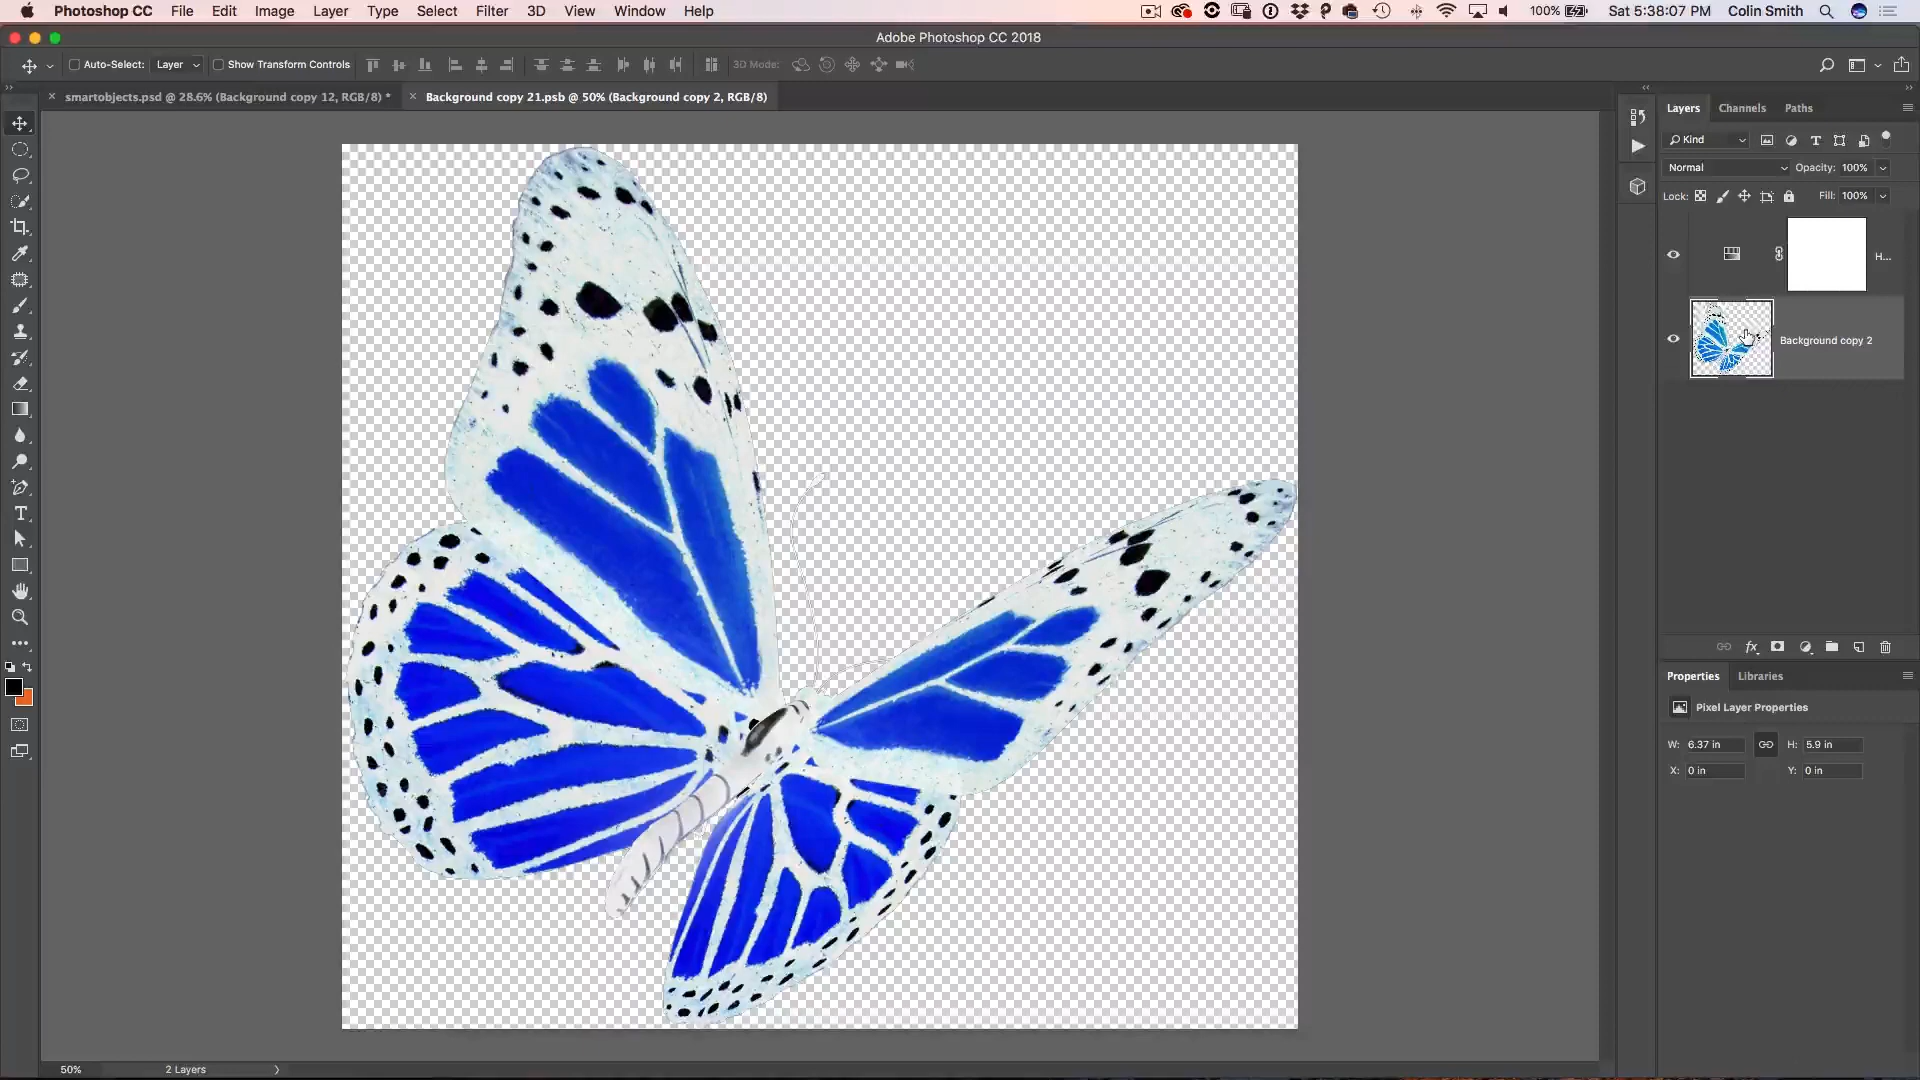 Photoshop CC File Edit Image Layer Type Select Filter 3D View Window Help 100% Sat 5:38:07 PM Colin Smith
Adobe Photoshop CC 2018
Auto-Select: Layer Show Transform Controls 3D Mode:
smartobjects.psd @ 28.6% (Background copy 12, RGB/8) * Background copy 21.psb @ 50% (Background copy 2, RGB/8)
Layers Channels Paths
Kind
Normal Opacity: 100%
Lock: Fill: 100%
H...
Background copy 2
fx
Properties Libraries
Pixel Layer Properties
W: 6.37 in H: 5.9 in
X: 0 in Y: 0 in
50% 2 Layers